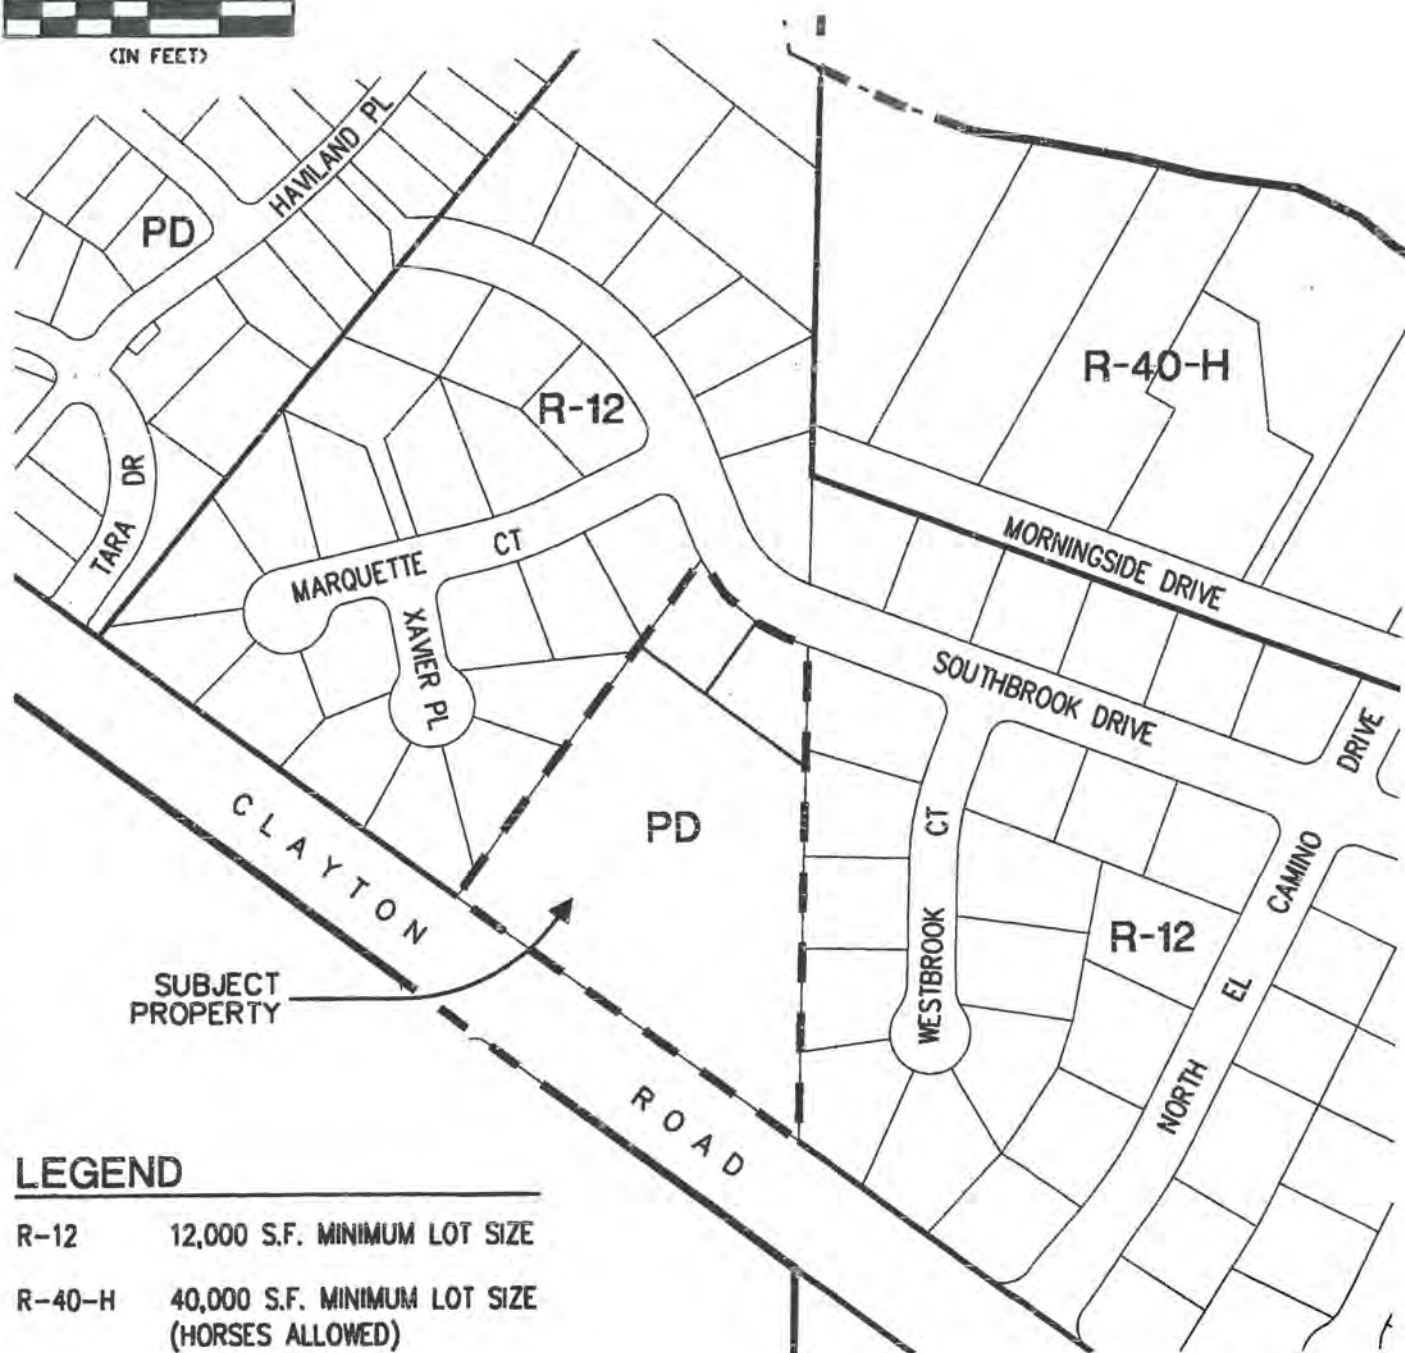 (IN FEET)
HAVILAND PL
PD
R-40-H
R-12
TARA DR
MORNINGSIDE DRIVE
MARQUETTE CT
XAVIER PL
SOUTHBROOK DRIVE
DRIVE
CLAYTON
PD
WESTBROOK CT
CAMINO
R-12
EL
NORTH
SUBJECT
PROPERTY
ROAD
LEGEND
R-12 12,000 S.F. MINIMUM LOT SIZE
R-40-H 40,000 S.F. MINIMUM LOT SIZE
(HORSES ALLOWED)